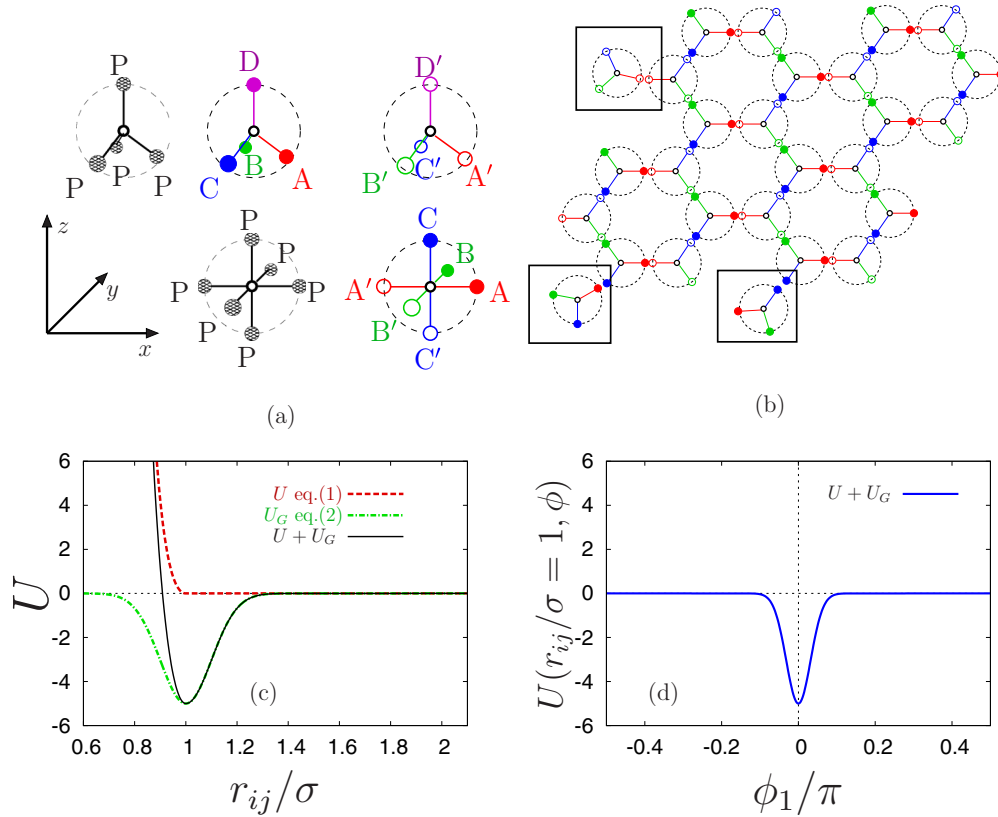 P
P
P
P
D
A
B
C
D′
A′
C′
B′
z
y
x
P
P
P
P
P
P
C
B
A
A′
B′
C′
(a)
(b)
U
6
4
2
0
-2
-4
-6
U eq.(1)
U_G eq.(2)
U + U_G
(c)
0.6 0.8 1 1.2 1.4 1.6 1.8 2
r_ij/σ
U(r_ij/σ = 1, ϕ)
6
4
2
0
-2
-4
-6
U + U_G
(d)
-0.4 -0.2 0 0.2 0.4
ϕ_1/π